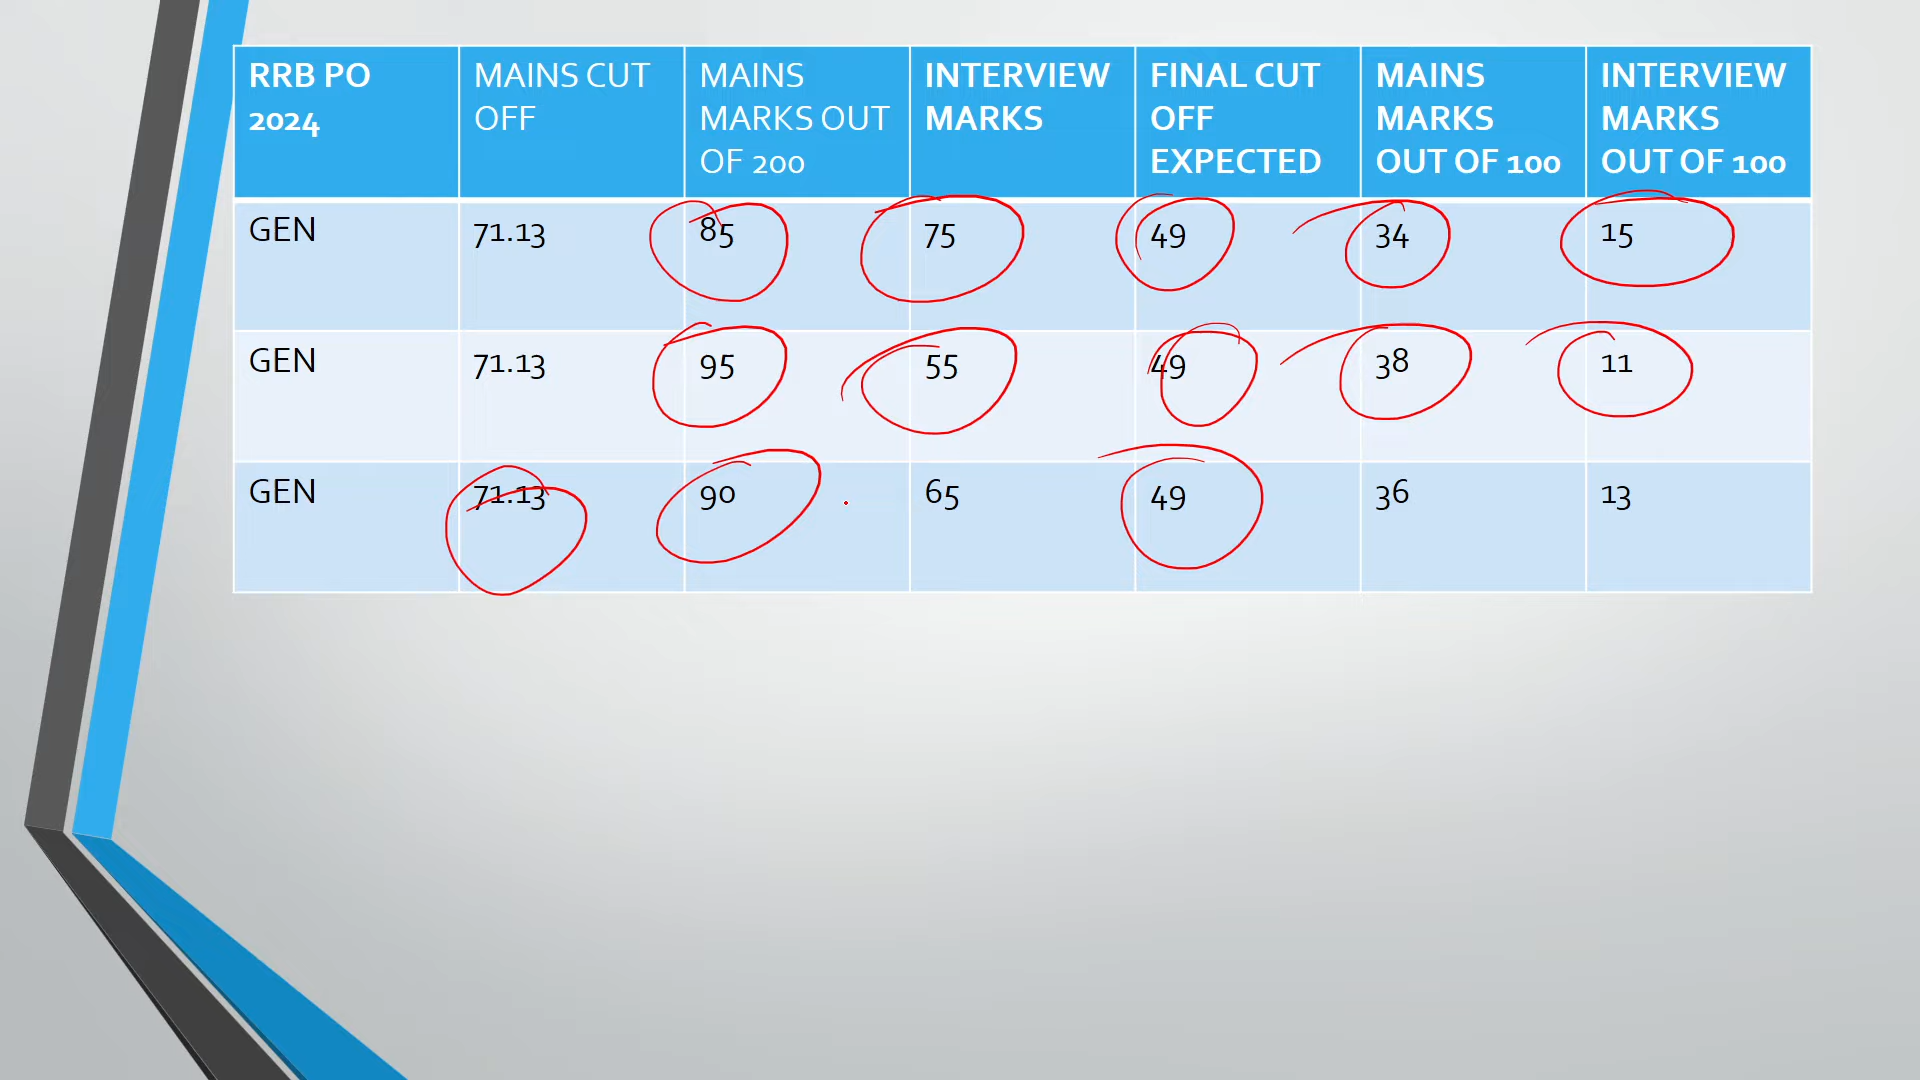 RRB PO 2024 MAINS CUT OFF MAINS MARKS OUT OF 200 INTERVIEW MARKS FINAL CUT OFF EXPECTED MAINS MARKS OUT OF 100 INTERVIEW MARKS OUT OF 100
GEN 71.13 85 75 49 34 15
GEN 71.13 95 55 49 38 11
GEN 71.13 90 65 49 36 13